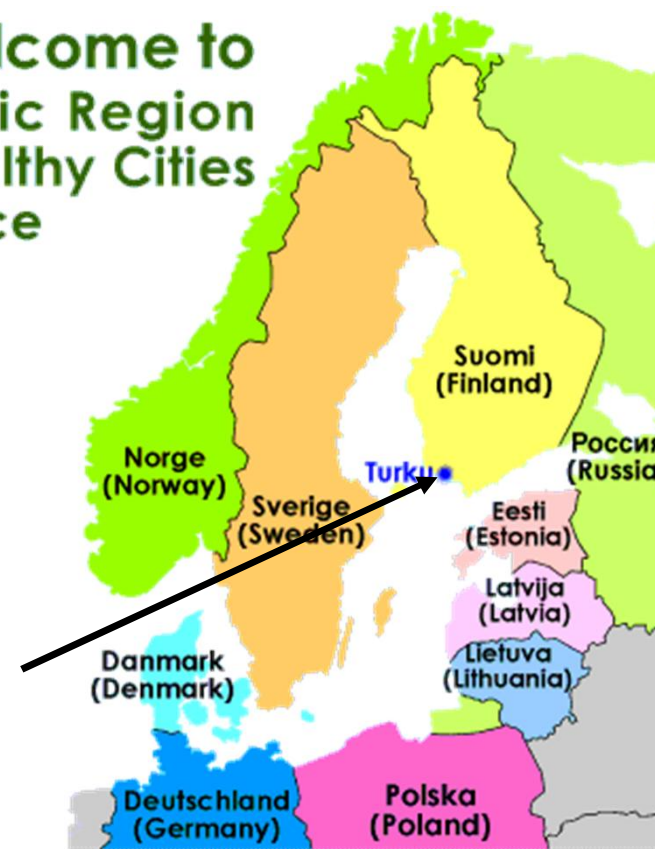 lcome to
ic Region
lthy Cities
ce
Suomi
(Finland)
Norge
(Norway)
Turku
Россия
(Russia
Sverige
(Sweden)
Eesti
(Estonia)
Latvija
(Latvia)
Lietuva
(Lithuania)
Danmark
(Denmark)
Deutschland
(Germany)
Polska
(Poland)